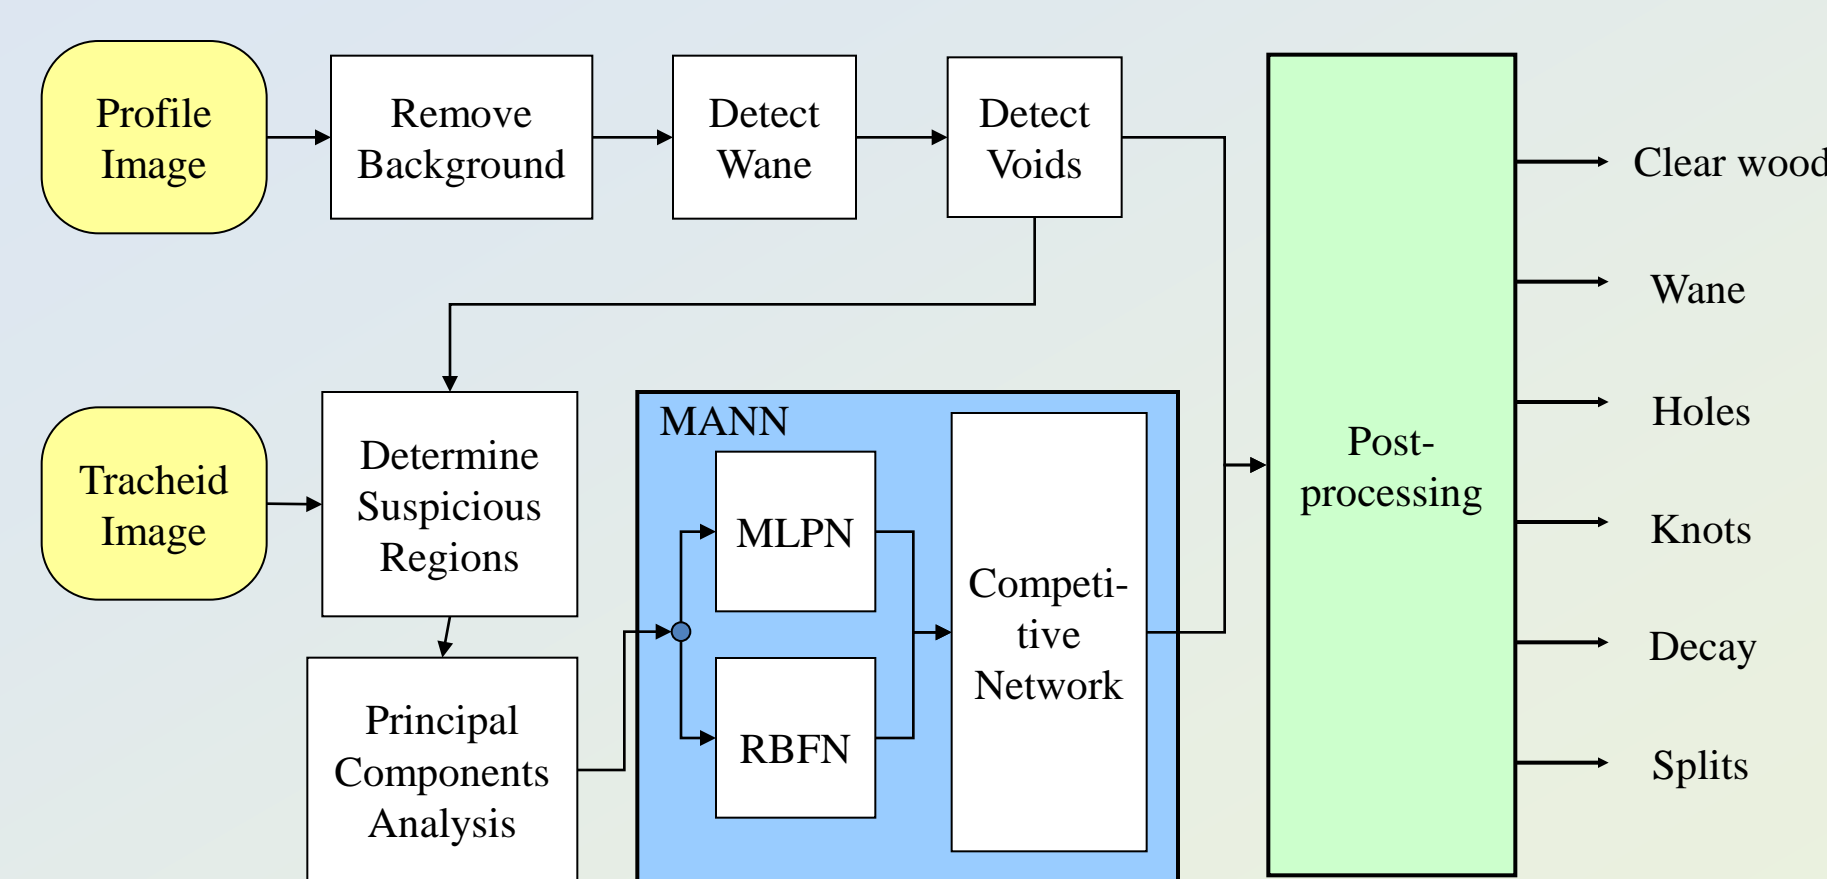 Profile
Image
Remove
Background
Detect
Wane
Detect
Voids
Clear wood
Wane
Holes
Knots
Decay
Splits
Post-
processing
Tracheid
Image
Determine
Suspicious
Regions
MANN
MLPN
RBFN
Competi-
tive
Network
Principal
Components
Analysis